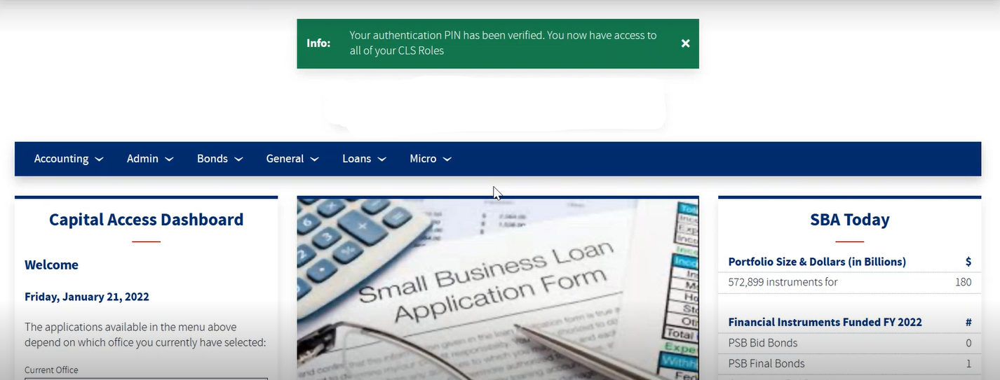 Info:
Your authentication PIN has been verified. You now have access to
all of your CLS Roles
Accounting
Admin
Bonds
General
Loans
Micro
Capital Access Dashboard
Welcome
Friday, January 21, 2022
The applications available in the menu above
depend on which office you currently have selected:
Current Office
Small Business Loan
Application Form
SBA Today
Portfolio Size & Dollars (in Billions) $
572,899 instruments for 180
Financial Instruments Funded FY 2022 #
PSB Bid Bonds 0
PSB Final Bonds 1